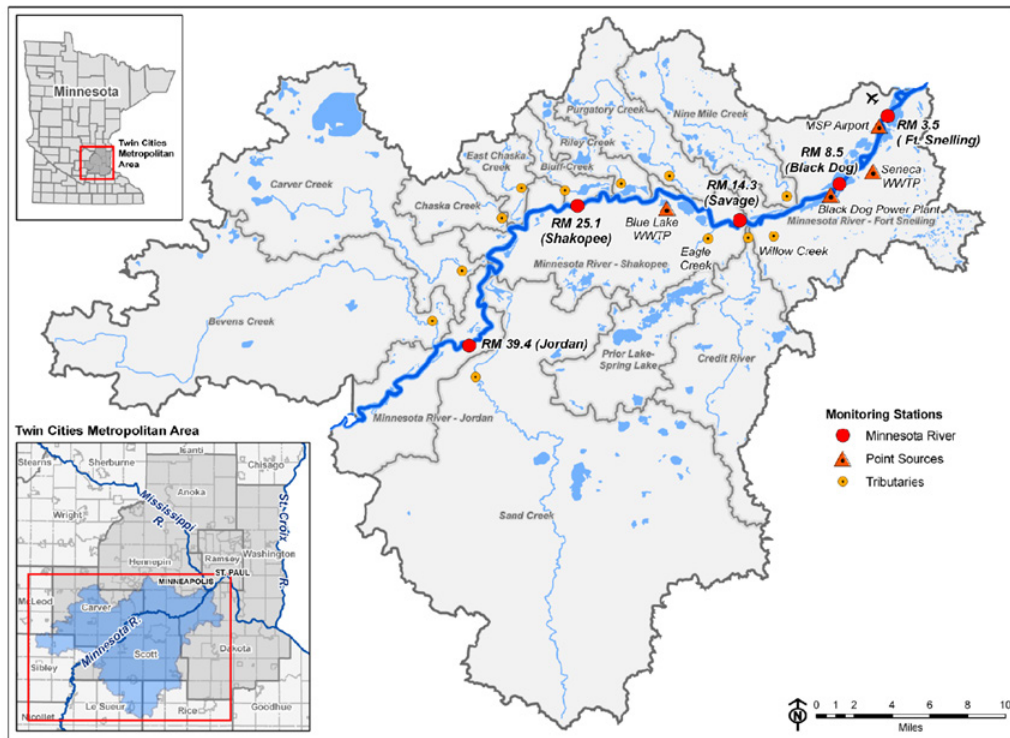 Minnesota
Twin Cities
Metropolitan
Area
Carver Creek
Chaska Creek
East Chaska
Creek
Bluff Creek
Riley Creek
Purgatory Creek
Nine Mile Creek
MSP Airport
RM 3.5
( Ft. Snelling)
RM 8.5
(Black Dog)
Seneca
WWTP
Black Dog Power Plant
Minnesota River - Fort Snelling
RM 14.3
(Savage)
RM 25.1
(Shakopee)
Blue Lake
WWTP
Eagle
Creek
Willow Creek
Minnesota River - Shakopee
Bevens Creek
RM 39.4 (Jordan)
Prior Lake-
Spring Lake
Credit River
Minnesota River - Jordan
Sand Creek
Monitoring Stations
Minnesota River
Point Sources
Tributaries
Twin Cities Metropolitan Area
Stearns
Sherburne
Isanti
Chisago
Anoka
Wright
Mississippi
R.
St. Croix
R.
Hennepin
Ramsey
Washington
ST. PAUL
MINNEAPOLIS
McLeod
Carver
Minnesota R.
Scott
Dakota
Sibley
Le Sueur
Rice
Goodhue
Nicollet
N
0 1 2 4 6 8 10
Miles